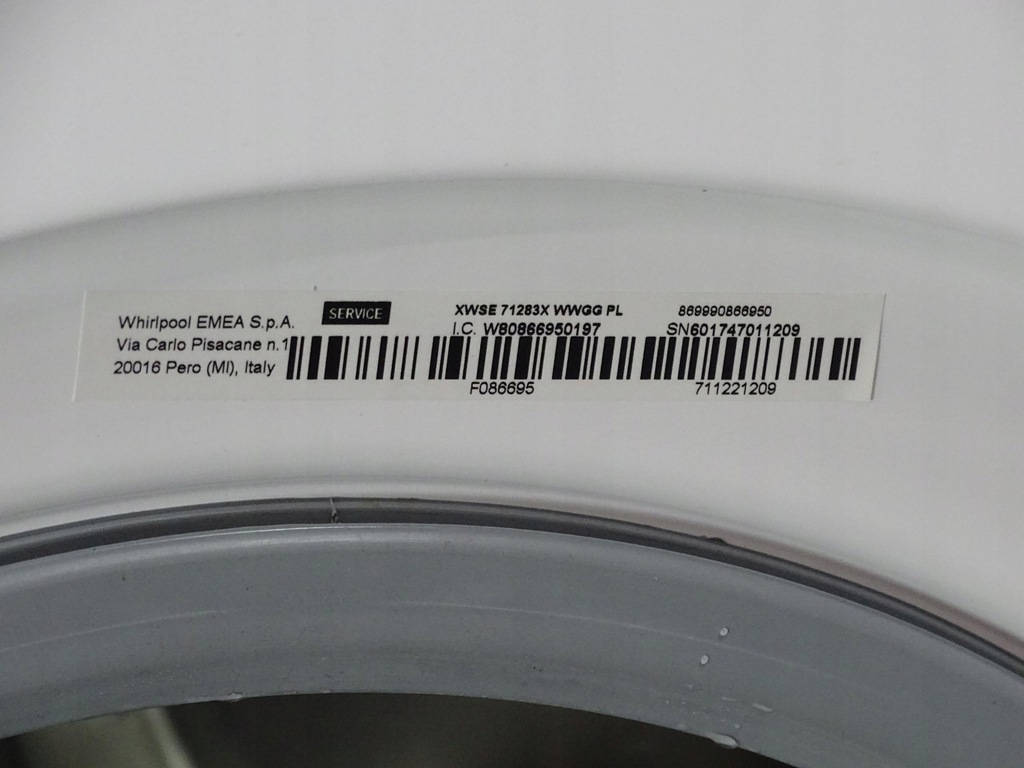 Whirlpool EMEA S.p.A.
Via Carlo Pisacane n.1
20016 Pero (MI), Italy
SERVICE
XWSE 71283X WWGG PL 869990866950
I.C. W80866950197 SN601747011209
F086695 711221209